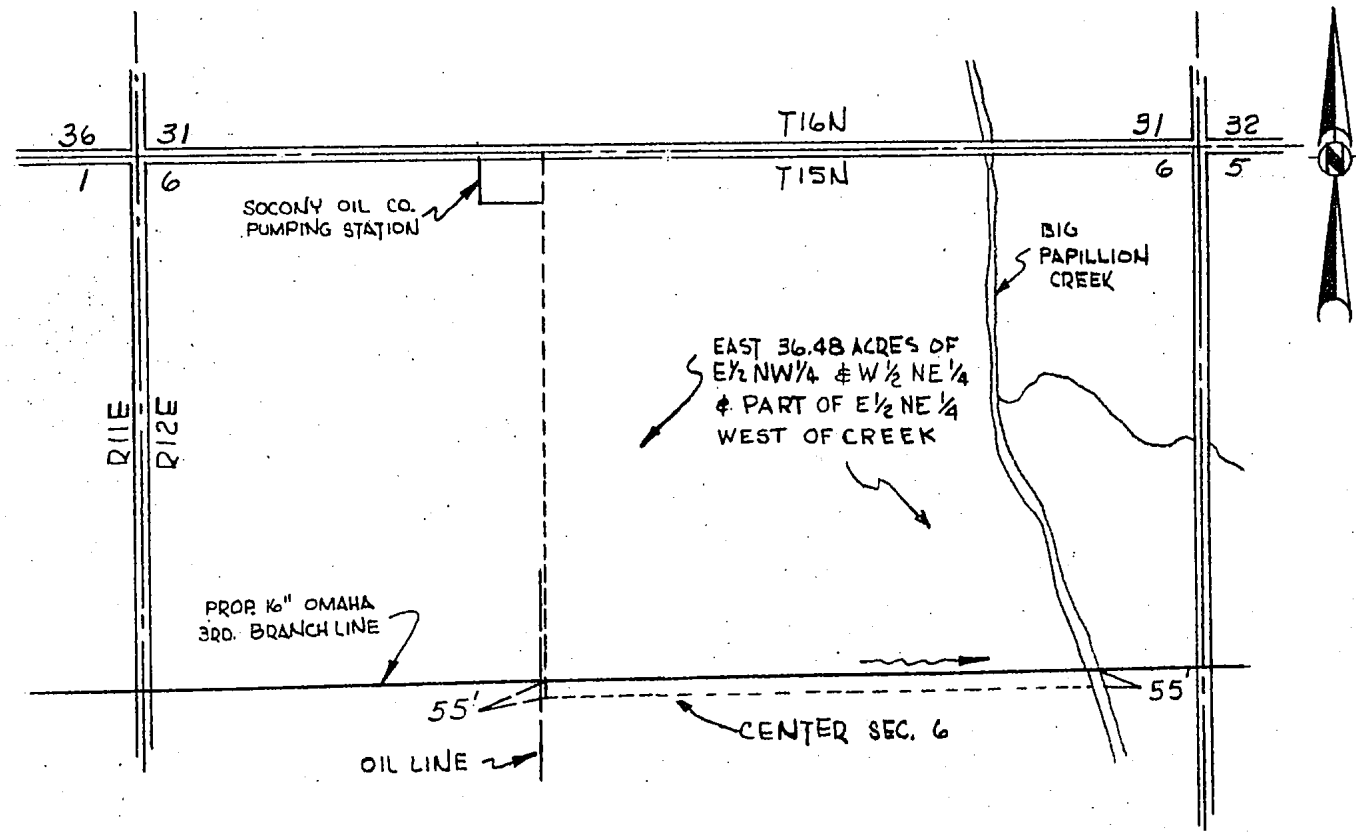 36 31
T16N
31 32
1 6
T15N
6 5
SOCONY OIL CO.
PUMPING STATION
BIG
PAPILLION
CREEK
EAST 36.48 ACRES OF
E½ NW¼ & W½ NE¼
& PART OF E½ NE¼
WEST OF CREEK
R11E
R12E
PROP. 16" OMAHA
3RD. BRANCH LINE
55'
55'
CENTER SEC. 6
OIL LINE
N